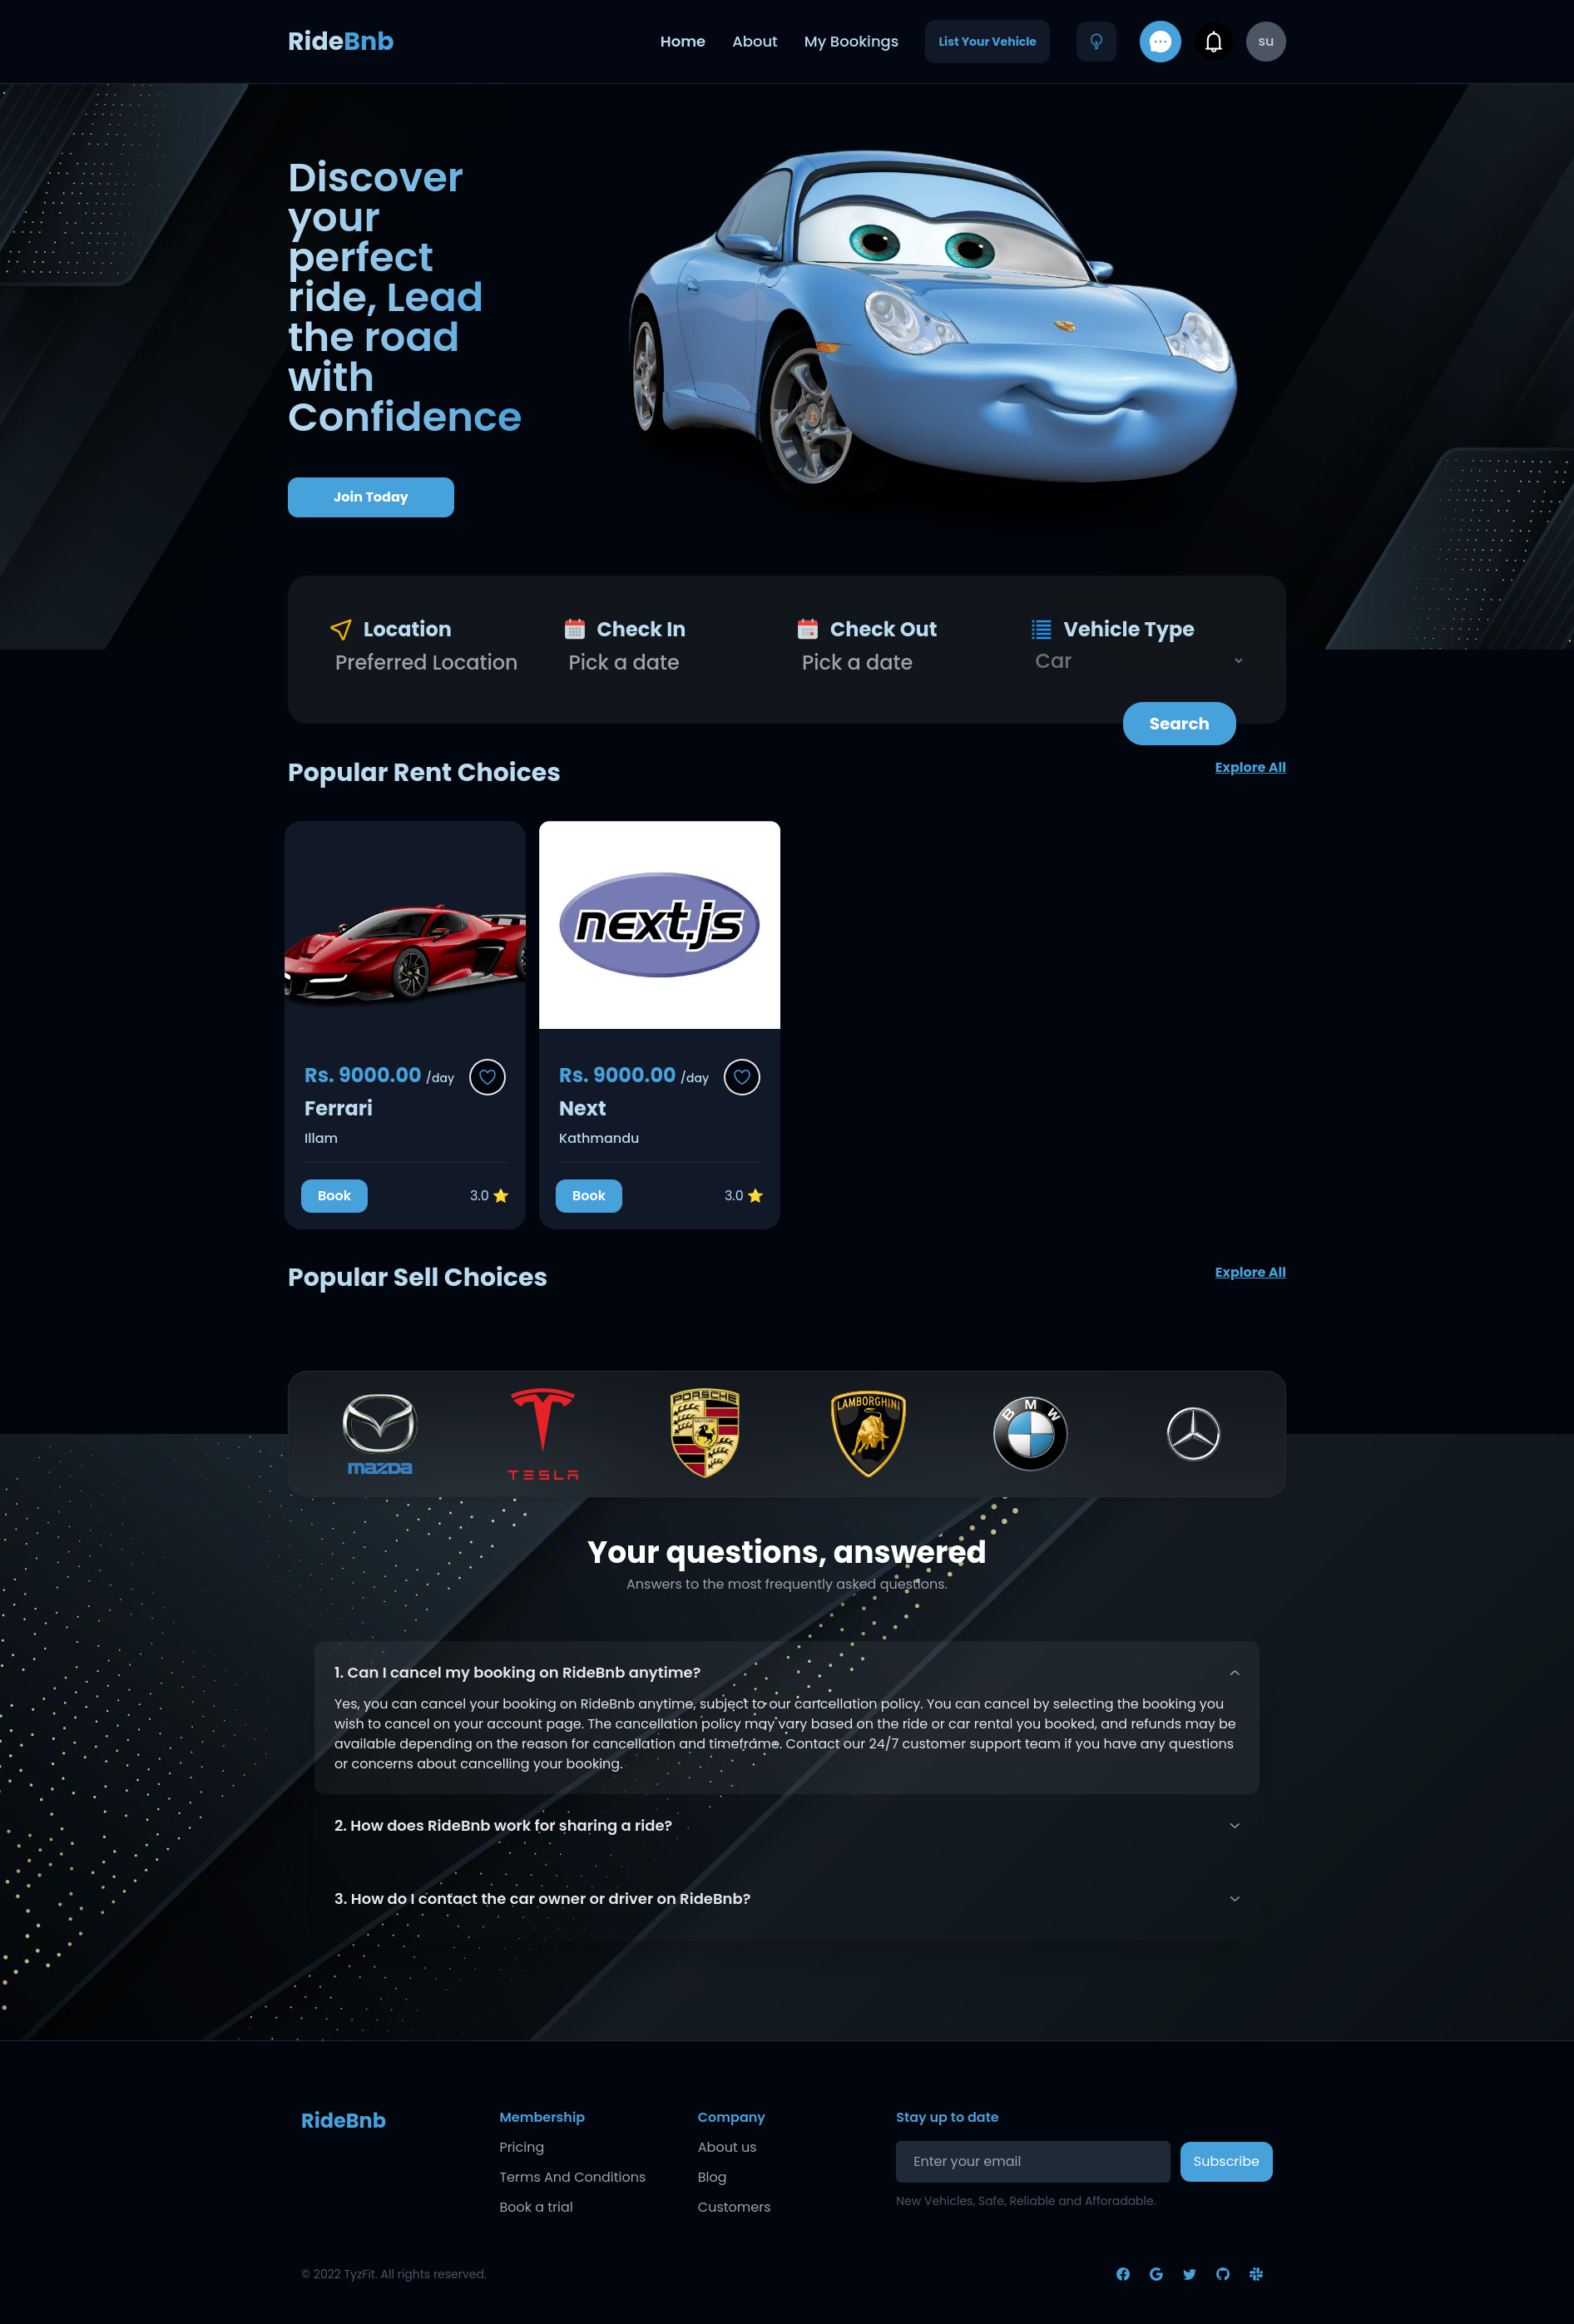 RideBnb
Home
About
My Bookings
List Your Vehicle
su
Discover
your
perfect
ride, Lead
the road
with
Confidence
Join Today
Location
Check In
Check Out
Vehicle Type
Preferred Location
Pick a date
Pick a date
Car
Search
Popular Rent Choices
Explore All
next.js
Rs. 9000.00 /day
Ferrari
Illam
Book
3.0
Rs. 9000.00 /day
Next
Kathmandu
Book
3.0
Popular Sell Choices
Explore All
mazda
TESLA
PORSCHE
LAMBORGHINI
BMW
Your questions, answered
Answers to the most frequently asked questions.
1. Can I cancel my booking on RideBnb anytime?
Yes, you can cancel your booking on RideBnb anytime, subject to our cancellation policy. You can cancel by selecting the booking you
wish to cancel on your account page. The cancellation policy may vary based on the ride or car rental you booked, and refunds may be
available depending on the reason for cancellation and timeframe. Contact our 24/7 customer support team if you have any questions
or concerns about cancelling your booking.
2. How does RideBnb work for sharing a ride?
3. How do I contact the car owner or driver on RideBnb?
RideBnb
Membership
Pricing
Terms And Conditions
Book a trial
Company
About us
Blog
Customers
Stay up to date
Enter your email
Subscribe
New Vehicles, Safe, Reliable and Afforadable.
© 2022 TyzFit. All rights reserved.